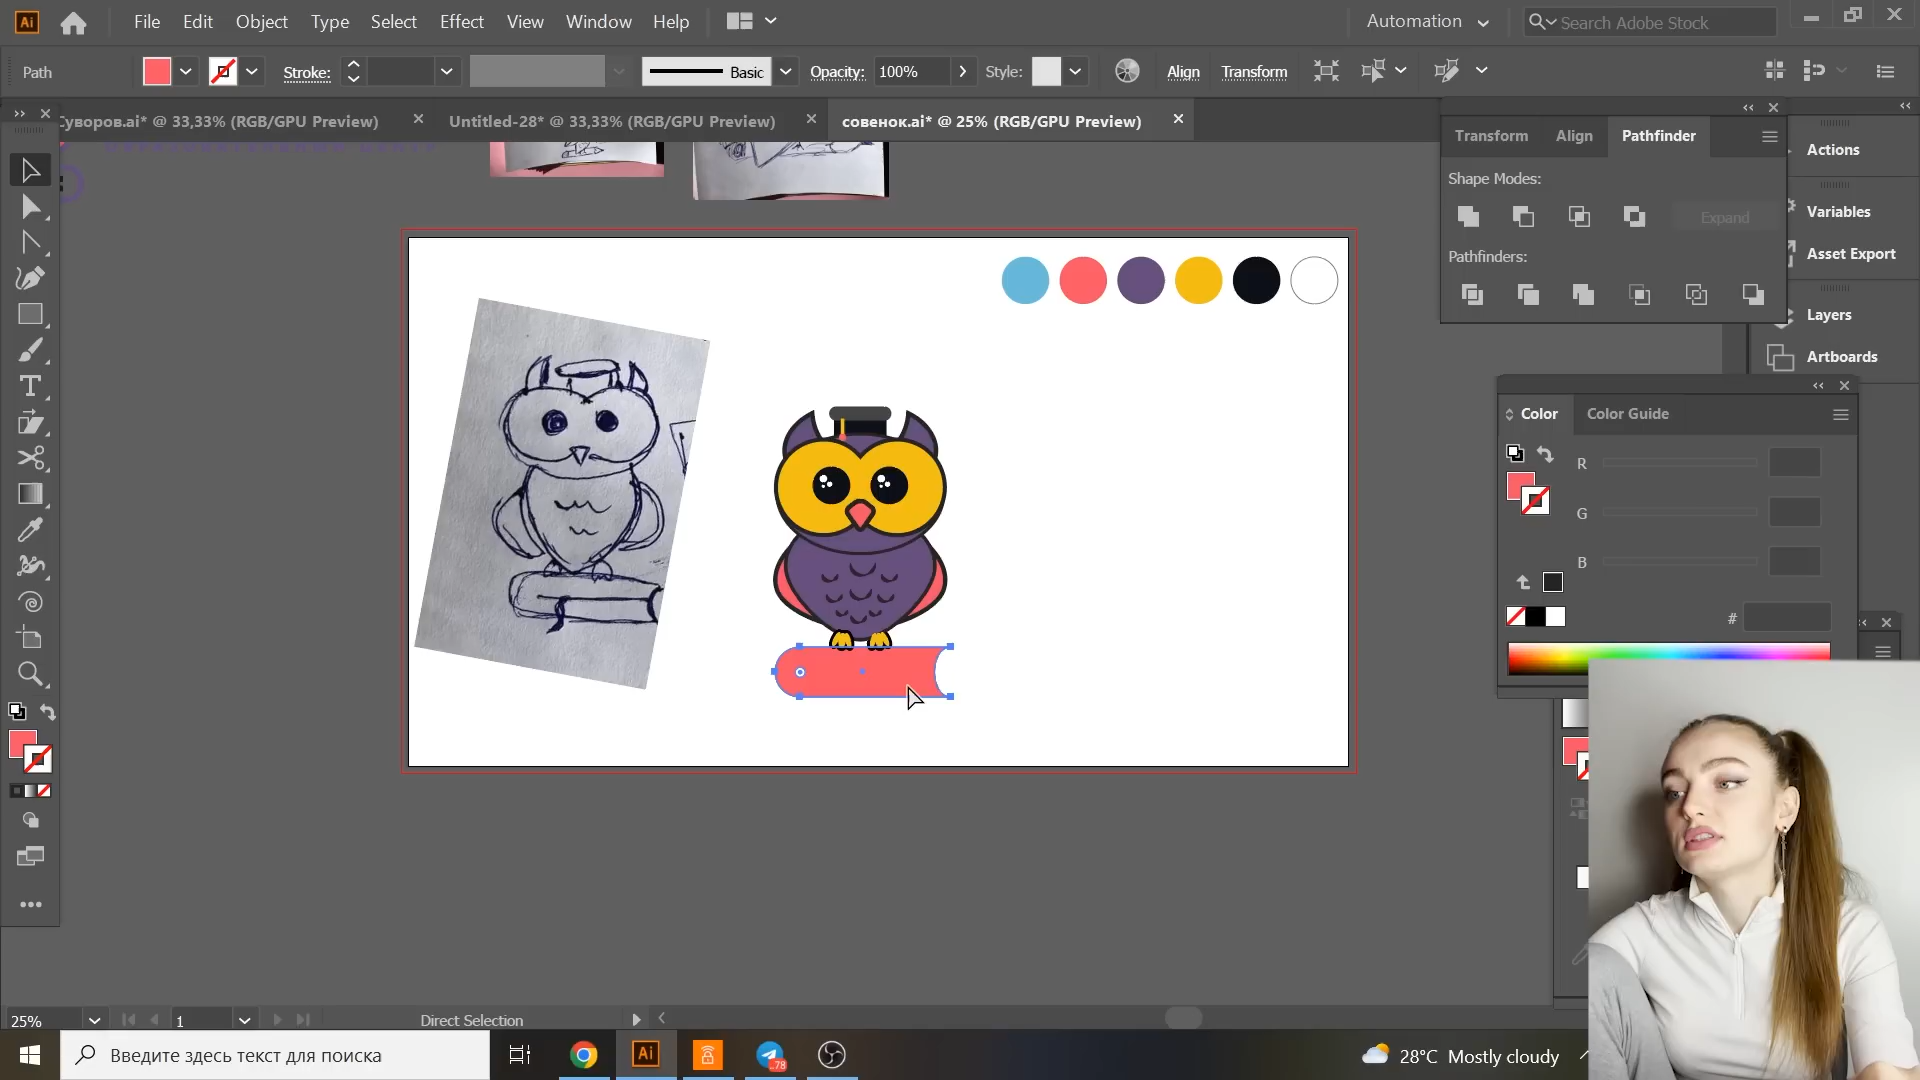 Ai File Edit Object Type Select Effect View Window Help Automation Search Adobe Stock
Path Stroke: Basic Opacity: 100% Style: Align Transform
Суворов.ai* @ 33,33% (RGB/GPU Preview) Untitled-28* @ 33,33% (RGB/GPU Preview) совенок.ai* @ 25% (RGB/GPU Preview)
Transform Align Pathfinder
Shape Modes:
Expand
Pathfinders:
Actions
Variables
Asset Export
Layers
Artboards
Color Color Guide
R
G
B
#
25% 1 Direct Selection
Введите здесь текст для поиска Ai 78 28°C Mostly cloudy